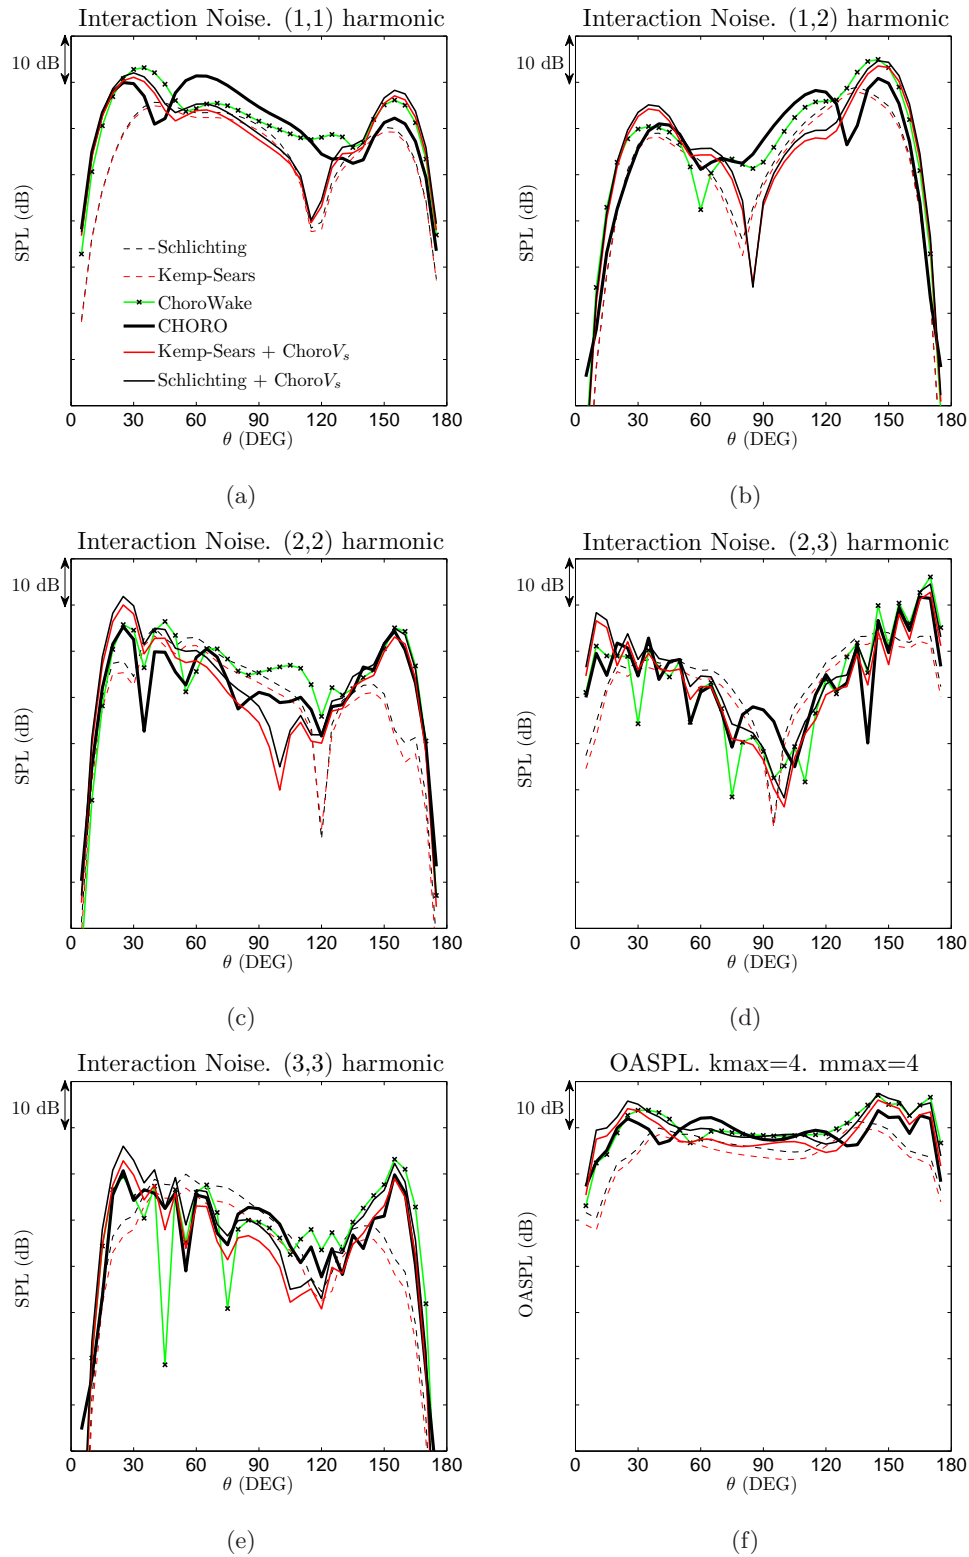 Interaction Noise. (1,1) harmonic
10 dB
SPL (dB)
Schlichting
Kemp-Sears
ChoroWake
CHORO
Kemp-Sears + ChoroVs
Schlichting + ChoroVs
0 30 60 90 120 150 180
θ (DEG)
(a)
Interaction Noise. (1,2) harmonic
10 dB
SPL (dB)
0 30 60 90 120 150 180
θ (DEG)
(b)
Interaction Noise. (2,2) harmonic
10 dB
SPL (dB)
0 30 60 90 120 150 180
θ (DEG)
(c)
Interaction Noise. (2,3) harmonic
10 dB
SPL (dB)
0 30 60 90 120 150 180
θ (DEG)
(d)
Interaction Noise. (3,3) harmonic
10 dB
SPL (dB)
0 30 60 90 120 150 180
θ (DEG)
(e)
OASPL. kmax=4. mmax=4
10 dB
OASPL (dB)
0 30 60 90 120 150 180
θ (DEG)
(f)